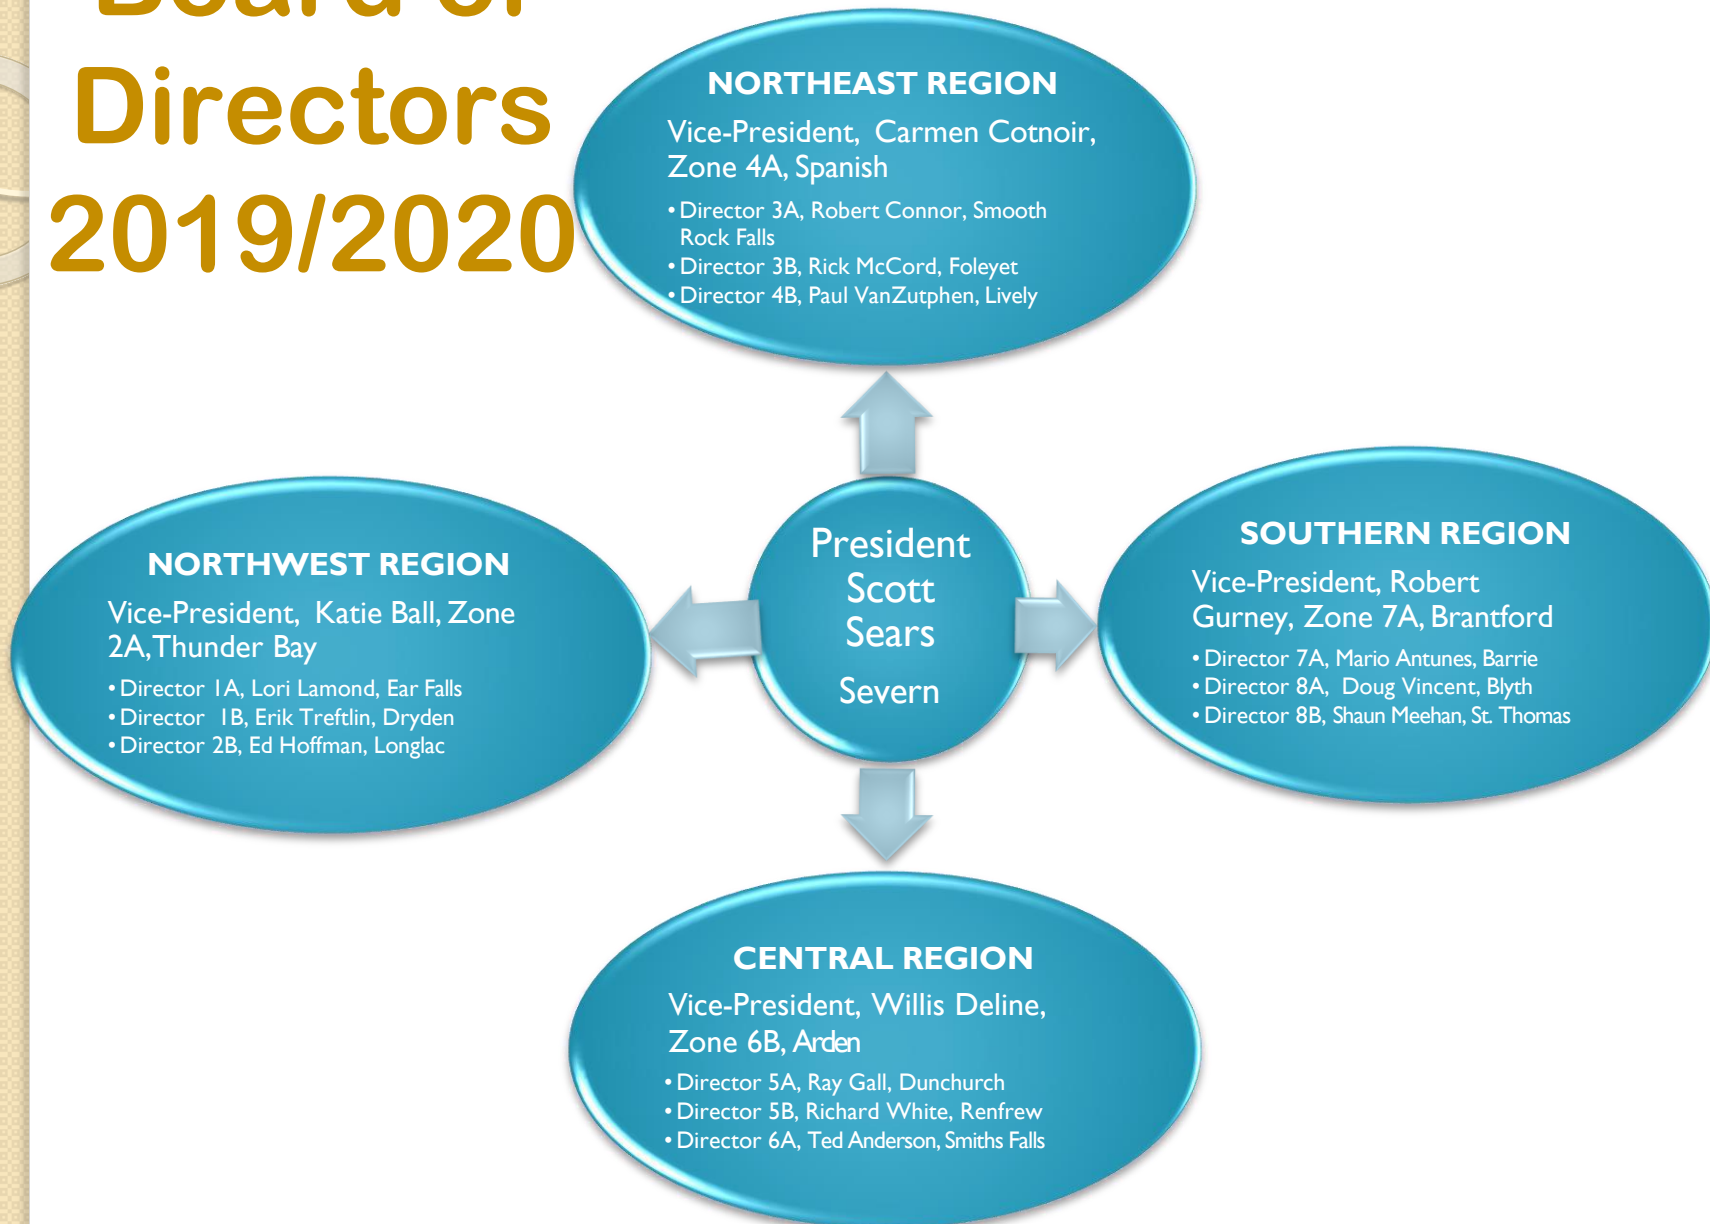 Board of
Directors
2019/2020
NORTHEAST REGION
Vice-President, Carmen Cotnoir,
Zone 4A, Spanish
• Director 3A, Robert Connor, Smooth
Rock Falls
• Director 3B, Rick McCord, Foleyet
• Director 4B, Paul VanZutphen, Lively
NORTHWEST REGION
Vice-President, Katie Ball, Zone
2A, Thunder Bay
• Director 1A, Lori Lamond, Ear Falls
• Director 1B, Erik Treftlin, Dryden
• Director 2B, Ed Hoffman, Longlac
President
Scott
Sears
Severn
SOUTHERN REGION
Vice-President, Robert
Gurney, Zone 7A, Brantford
• Director 7A, Mario Antunes, Barrie
• Director 8A, Doug Vincent, Blyth
• Director 8B, Shaun Meehan, St. Thomas
CENTRAL REGION
Vice-President, Willis Deline,
Zone 6B, Arden
• Director 5A, Ray Gall, Dunchurch
• Director 5B, Richard White, Renfrew
• Director 6A, Ted Anderson, Smiths Falls